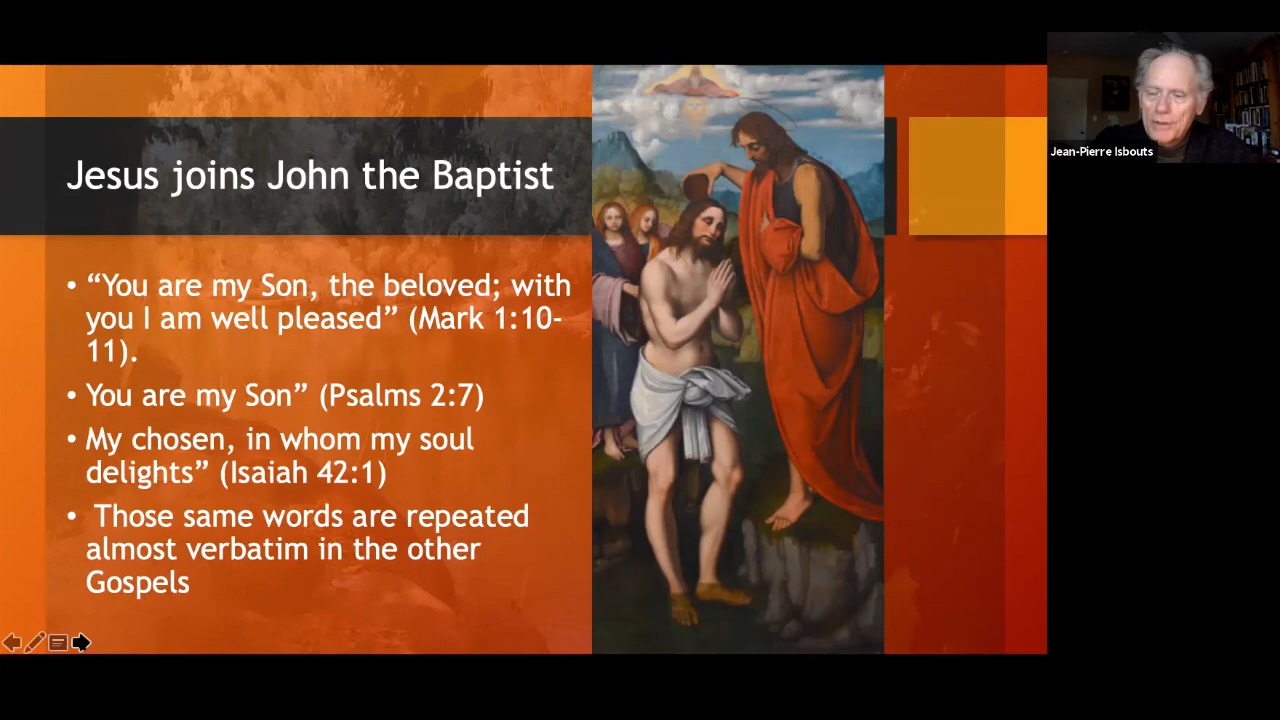 Jesus joins John the Baptist
• “You are my Son, the beloved; with
you I am well pleased” (Mark 1:10-
11).
• You are my Son” (Psalms 2:7)
• My chosen, in whom my soul
delights” (Isaiah 42:1)
• Those same words are repeated
almost verbatim in the other
Gospels
Jean-Pierre Isbouts